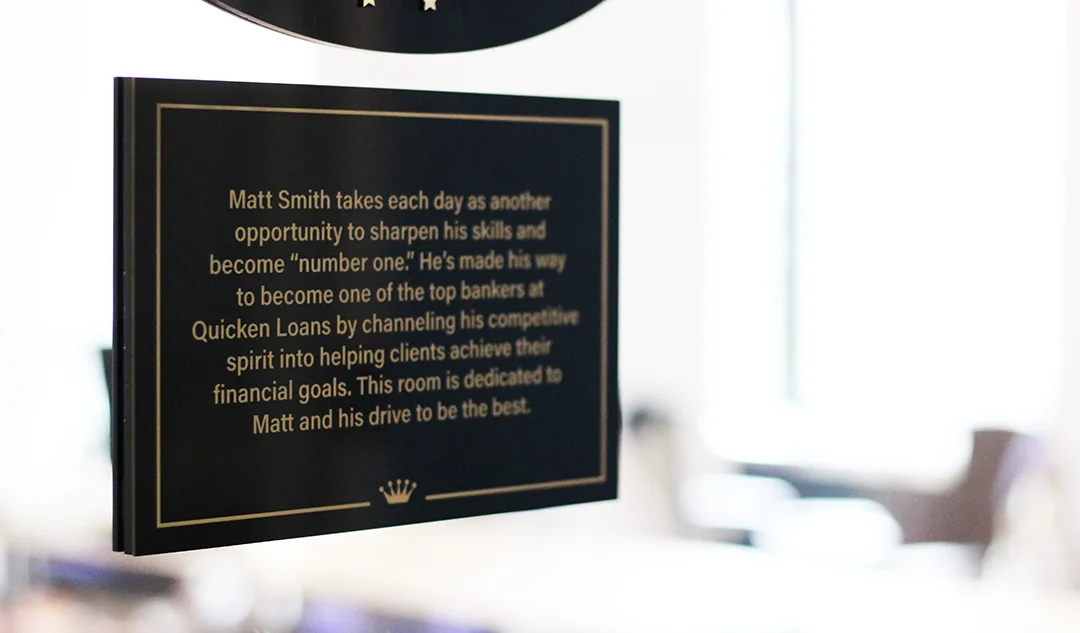 Matt Smith takes each day as another
opportunity to sharpen his skills and
become “number one.” He’s made his way
to become one of the top bankers at
Quicken Loans by channeling his competitive
spirit into helping clients achieve their
financial goals. This room is dedicated to
Matt and his drive to be the best.